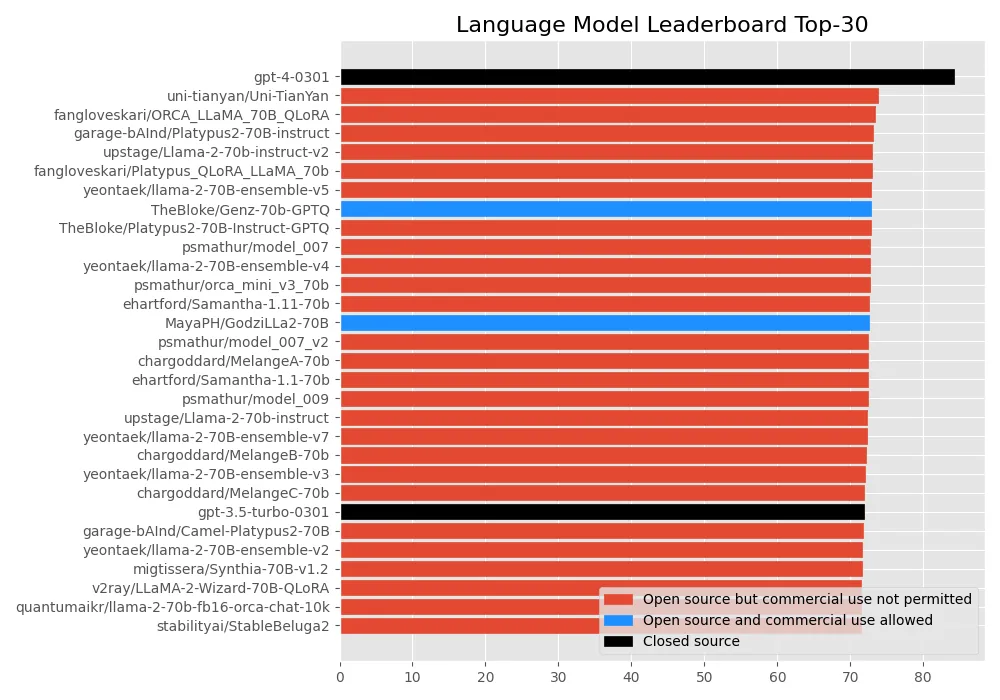 Language Model Leaderboard Top-30
gpt-4-0301
uni-tianyan/Uni-TianYan
fangloveskari/ORCA_LLaMA_70B_QLoRA
garage-bAInd/Platypus2-70B-instruct
upstage/Llama-2-70b-instruct-v2
fangloveskari/Platypus_QLoRA_LLaMA_70b
yeontaek/llama-2-70B-ensemble-v5
TheBloke/Genz-70b-GPTQ
TheBloke/Platypus2-70B-Instruct-GPTQ
psmathur/model_007
yeontaek/llama-2-70B-ensemble-v4
psmathur/orca_mini_v3_70b
ehartford/Samantha-1.11-70b
MayaPH/GodziLLa2-70B
psmathur/model_007_v2
chargoddard/MelangeA-70b
ehartford/Samantha-1.1-70b
psmathur/model_009
upstage/Llama-2-70b-instruct
yeontaek/llama-2-70B-ensemble-v7
chargoddard/MelangeB-70b
yeontaek/llama-2-70B-ensemble-v3
chargoddard/MelangeC-70b
gpt-3.5-turbo-0301
garage-bAInd/Camel-Platypus2-70B
yeontaek/llama-2-70B-ensemble-v2
migtissera/Synthia-70B-v1.2
v2ray/LLaMA-2-Wizard-70B-QLoRA
quantumaikr/llama-2-70b-fb16-orca-chat-10k
stabilityai/StableBeluga2
Open source but commercial use not permitted
Open source and commercial use allowed
Closed source
0 10 20 30 40 50 60 70 80